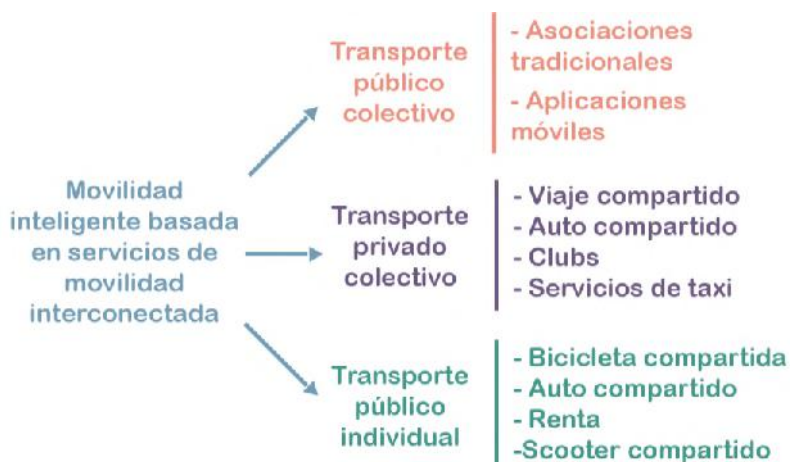 Movilidad
inteligente basada
en servicios de
movilidad
interconectada
Transporte
público
colectivo
- Asociaciones
tradicionales
- Aplicaciones
móviles
Transporte
privado
colectivo
- Viaje compartido
- Auto compartido
- Clubs
- Servicios de taxi
Transporte
público
individual
- Bicicleta compartida
- Auto compartido
- Renta
-Scooter compartido